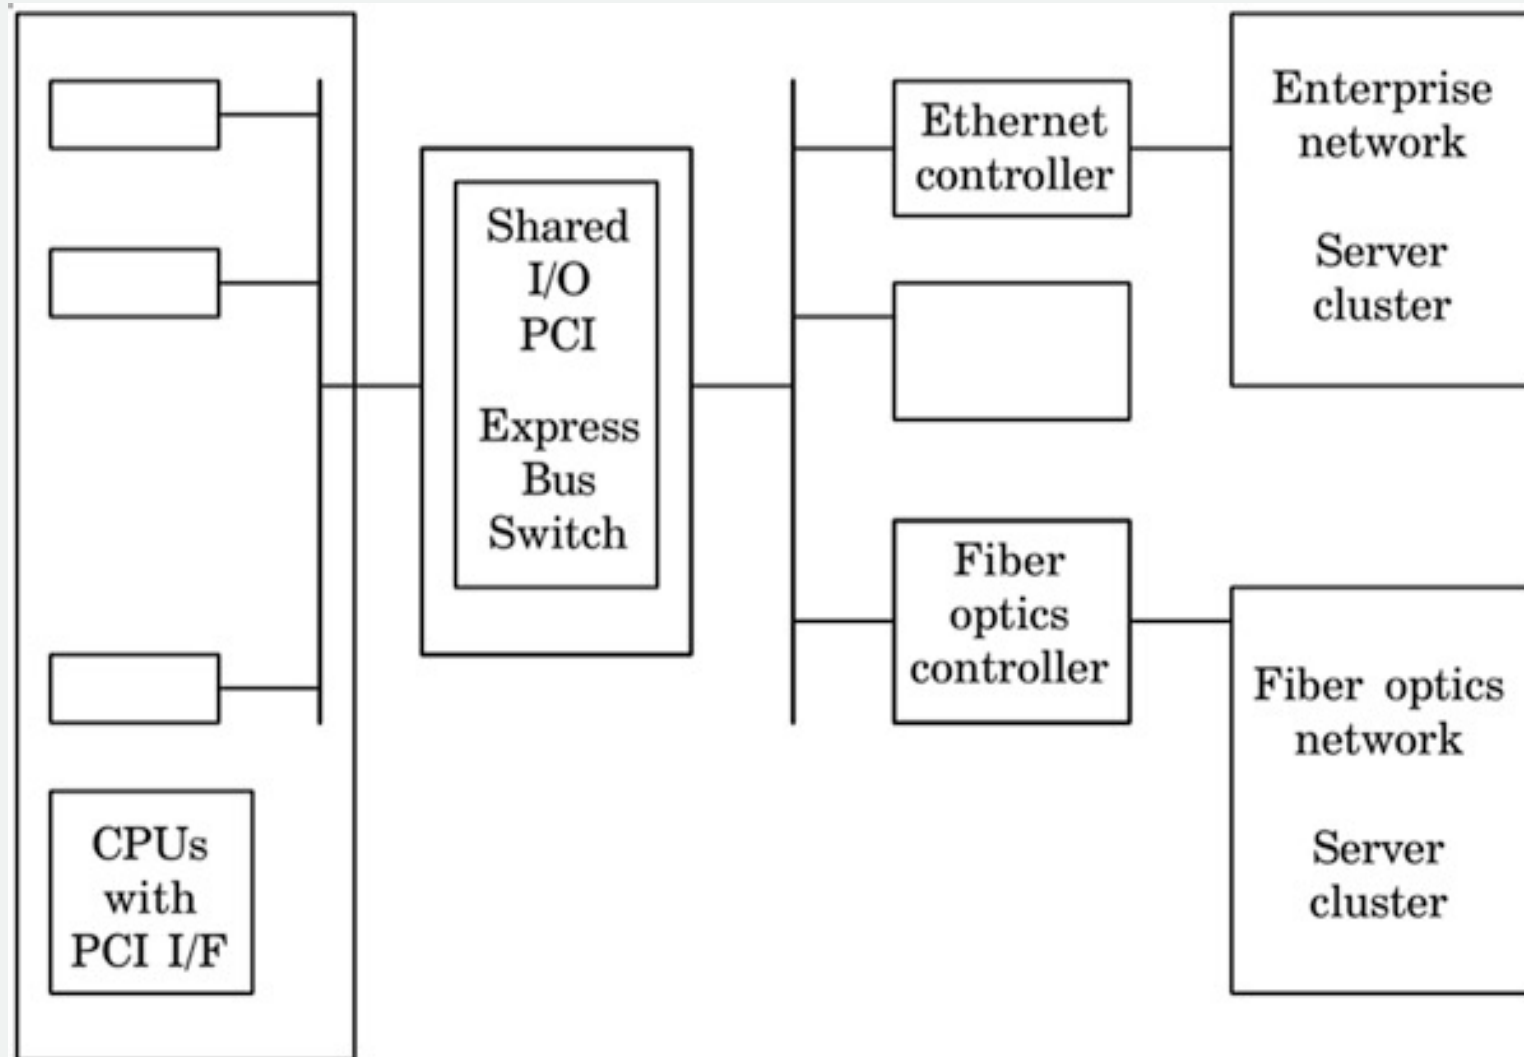 CPUs
with
PCI I/F
Shared
I/O
PCI
Express
Bus
Switch
Ethernet
controller
Fiber
optics
controller
Enterprise
network
Server
cluster
Fiber optics
network
Server
cluster